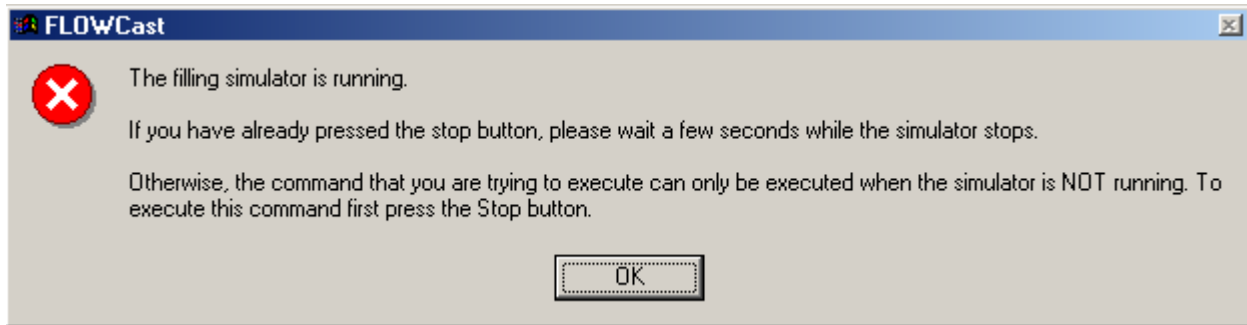 FLOWCast
The filling simulator is running.
If you have already pressed the stop button, please wait a few seconds while the simulator stops.
Otherwise, the command that you are trying to execute can only be executed when the simulator is NOT running. To
execute this command first press the Stop button.
OK